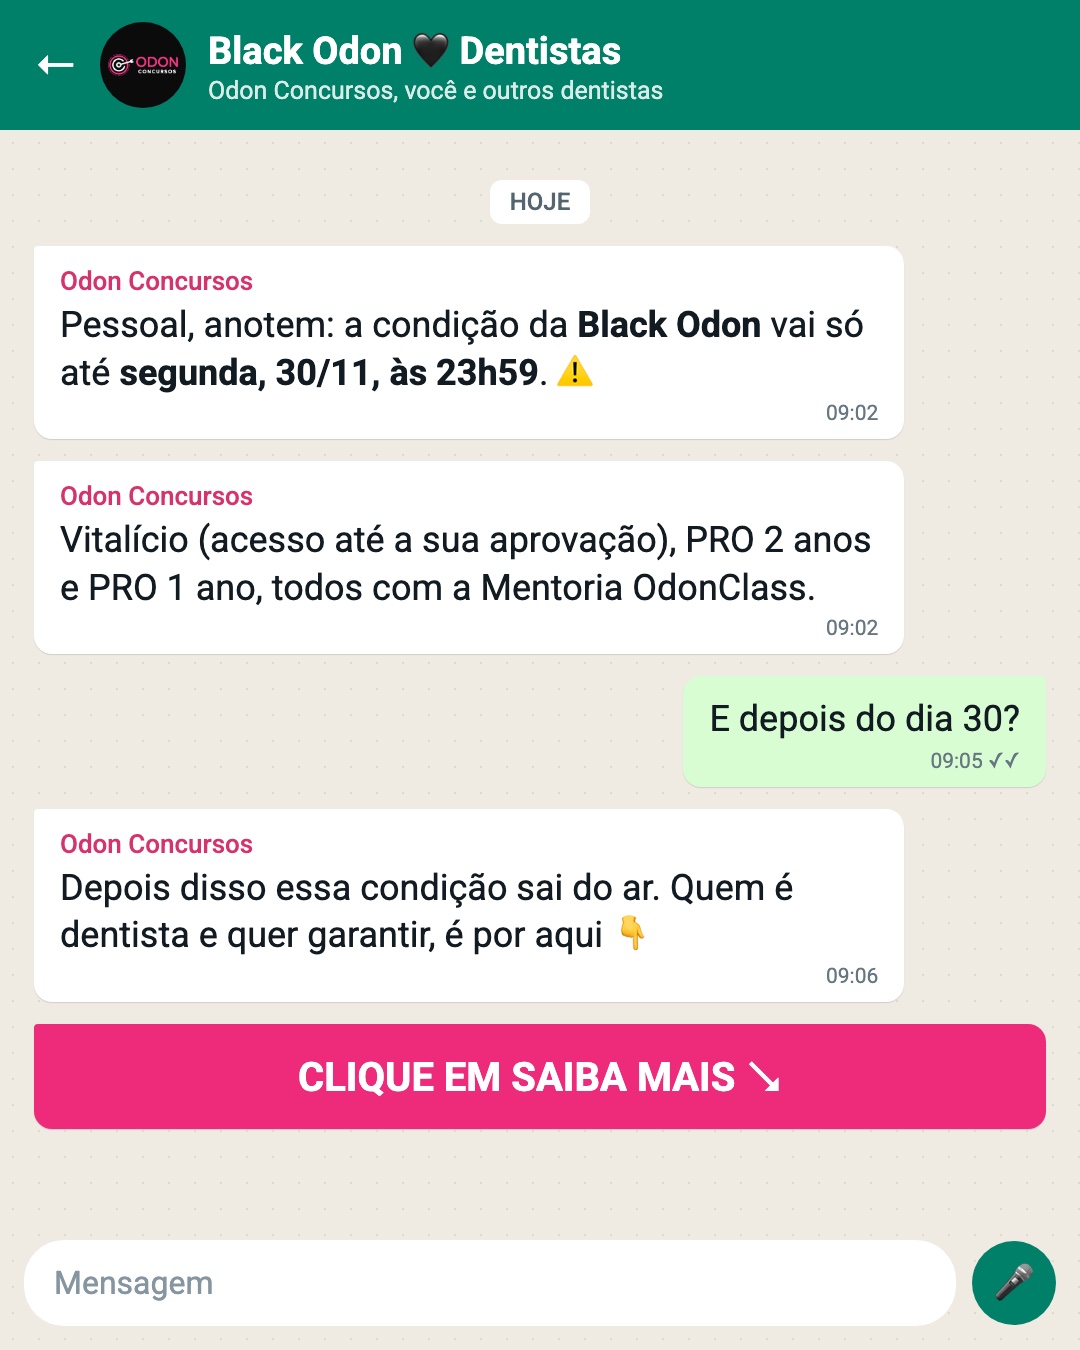 Black Odon 🖤 Dentistas
Odon Concursos, você e outros dentistas
ODON
CONCURSOS
HOJE
Odon Concursos
Pessoal, anotem: a condição da Black Odon vai só
até segunda, 30/11, às 23h59. ⚠️
09:02
Odon Concursos
Vitalício (acesso até a sua aprovação), PRO 2 anos
e PRO 1 ano, todos com a Mentoria OdonClass.
09:02
E depois do dia 30?
09:05 ✓✓
Odon Concursos
Depois disso essa condição sai do ar. Quem é
dentista e quer garantir, é por aqui 👇
09:06
CLIQUE EM SAIBA MAIS ↘
Mensagem